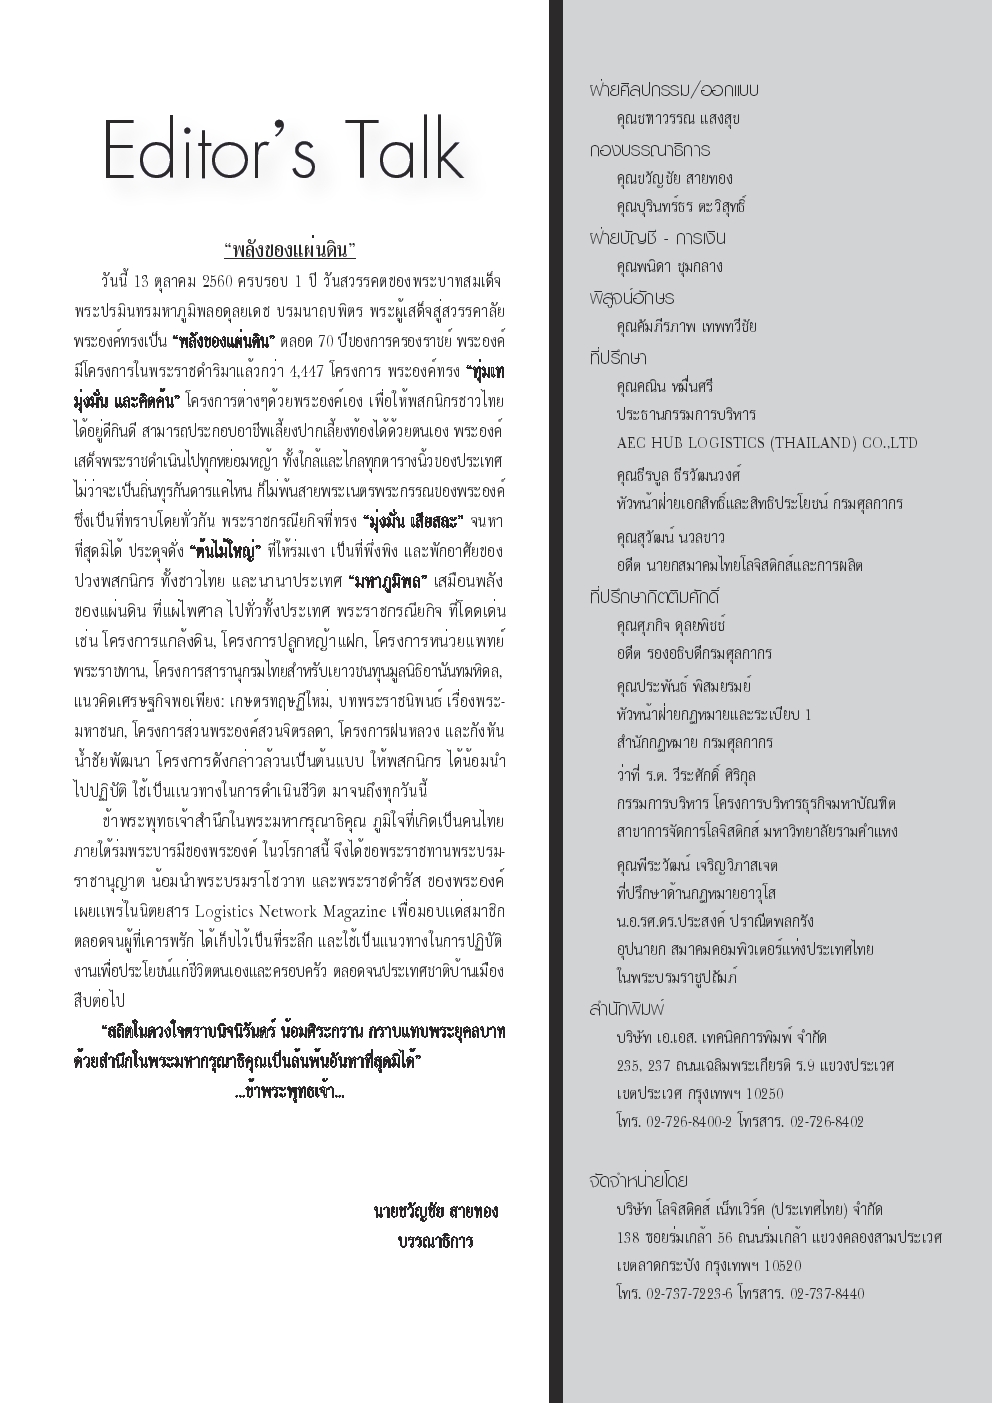 Editor's Talk
“พลังของแผ่นดิน”
วันนี้ 13 ตุลาคม 2560 ครบรอบ 1 ปี วันสวรรคตของพระบาทสมเด็จ
พระปรมินทรมหาภูมิพลอดุลยเดช บรมนาถบพิตร พระผู้เสด็จสู่สวรรคาลัย
พระองค์ทรงเป็น “พลังของแผ่นดิน” ตลอด 70 ปีของการครองราชย์ พระองค์
มีโครงการในพระราชดำริมาแล้วกว่า 4,447 โครงการ พระองค์ทรง “ทุ่มเท
มุ่งมั่น และคิดค้น” โครงการต่างๆด้วยพระองค์เอง เพื่อให้พสกนิกรชาวไทย
ได้อยู่ดีกินดี สามารถประกอบอาชีพเลี้ยงปากเลี้ยงท้องได้ด้วยตนเอง พระองค์
เสด็จพระราชดำเนินไปทุกหย่อมหญ้า ทั้งใกล้และไกลทุกตารางนิ้วของประเทศ
ไม่ว่าจะเป็นถิ่นทุรกันดารแค่ไหน ก็ไม่พ้นสายพระเนตรพระกรรณของพระองค์
ซึ่งเป็นที่ทราบโดยทั่วกัน พระราชกรณียกิจที่ทรง “มุ่งมั่น เสียสละ” จนหา
ที่สุดมิได้ ประดุจดั่ง “ต้นไม้ใหญ่” ที่ให้ร่มเงา เป็นที่พึ่งพิง และพักอาศัยของ
ปวงพสกนิกร ทั้งชาวไทย และนานาประเทศ “มหาภูมิพล” เสมือนพลัง
ของแผ่นดิน ที่แผ่ไพศาล ไปทั่วทั้งประเทศ พระราชกรณียกิจ ที่โดดเด่น
เช่น โครงการแกล้งดิน, โครงการปลูกหญ้าแฝก, โครงการหน่วยแพทย์
พระราชทาน, โครงการสารานุกรมไทยสำหรับเยาวชนทุนมูลนิธิอานันทมหิดล,
แนวคิดเศรษฐกิจพอเพียง: เกษตรทฤษฎีใหม่, บทพระราชนิพนธ์ เรื่องพระ-
มหาชนก, โครงการส่วนพระองค์สวนจิตรลดา, โครงการฝนหลวง และกังหัน
น้ำชัยพัฒนา โครงการดังกล่าวล้วนเป็นต้นแบบ ให้พสกนิกร ได้น้อมนำ
ไปปฏิบัติ ใช้เป็นแนวทางในการดำเนินชีวิต มาจนถึงทุกวันนี้
ข้าพระพุทธเจ้าสำนึกในพระมหากรุณาธิคุณ ภูมิใจที่เกิดเป็นคนไทย
ภายใต้ร่มพระบารมีของพระองค์ ในวโรกาสนี้ จึงได้ขอพระราชทานพระบรม-
ราชานุญาต น้อมนำพระบรมราโชวาท และพระราชดำรัส ของพระองค์
เผยแพร่ในนิตยสาร Logistics Network Magazine เพื่อมอบแด่สมาชิก
ตลอดจนผู้ที่เคารพรัก ได้เก็บไว้เป็นที่ระลึก และใช้เป็นแนวทางในการปฏิบัติ
งานเพื่อประโยชน์แก่ชีวิตตนเองและครอบครัว ตลอดจนประเทศชาติบ้านเมือง
สืบต่อไป
“สถิตในดวงใจตราบนิจนิรันดร์ น้อมศิระกราน กราบแทบพระยุคลบาท
ด้วยสำนึกในพระมหากรุณาธิคุณเป็นล้นพ้นอันหาที่สุดมิได้”
...ข้าพระพุทธเจ้า...
นายขวัญชัย สายทอง
บรรณาธิการ
ฝ่ายศิลปกรรม/ออกแบบ
คุณชฑาวรรณ แสงสุข
กองบรรณาธิการ
คุณขวัญชัย สายทอง
คุณบุรินทร์ธร ตะวิสุทธิ์
ฝ่ายบัญชี - การเงิน
คุณพนิดา ชุมกลาง
พิสูจน์อักษร
คุณคัมภีรภาพ เทพทวีชัย
ที่ปรึกษา
คุณคณิน หมื่นศรี
ประธานกรรมการบริหาร
AEC HUB LOGISTICS (THAILAND) CO.,LTD
คุณธีรบูล ธีรวัฒนวงศ์
หัวหน้าฝ่ายเอกสิทธิ์และสิทธิประโยชน์ กรมศุลกากร
คุณสุวัฒน์ นวลขาว
อดีต นายกสมาคมไทยโลจิสติกส์และการผลิต
ที่ปรึกษากิตติมศักดิ์
คุณศุภกิจ ดุลยพิชช์
อดีต รองอธิบดีกรมศุลกากร
คุณประพันธ์ พิสมยรมย์
หัวหน้าฝ่ายกฎหมายและระเบียบ 1
สำนักกฎหมาย กรมศุลกากร
ว่าที่ ร.ต. วีระศักดิ์ ศิริกุล
กรรมการบริหาร โครงการบริหารธุรกิจมหาบัณฑิต
สาขาการจัดการโลจิสติกส์ มหาวิทยาลัยรามคำแหง
คุณพีระวัฒน์ เจริญวิภาสเจต
ที่ปรึกษาด้านกฎหมายอาวุโส
น.อ.รศ.ดร.ประสงค์ ปราณีตพลกรัง
อุปนายก สมาคมคอมพิวเตอร์แห่งประเทศไทย
ในพระบรมราชูปถัมภ์
สำนักพิมพ์
บริษัท เอ.เอส. เทคนิคการพิมพ์ จำกัด
235, 237 ถนนเฉลิมพระเกียรติ ร.9 แขวงประเวศ
เขตประเวศ กรุงเทพฯ 10250
โทร. 02-726-8400-2 โทรสาร. 02-726-8402
จัดจำหน่ายโดย
บริษัท โลจิสติคส์ เน็ทเวิร์ค (ประเทศไทย) จำกัด
138 ซอยร่มเกล้า 56 ถนนร่มเกล้า แขวงคลองสามประเวศ
เขตลาดกระบัง กรุงเทพฯ 10520
โทร. 02-737-7223-6 โทรสาร. 02-737-8440